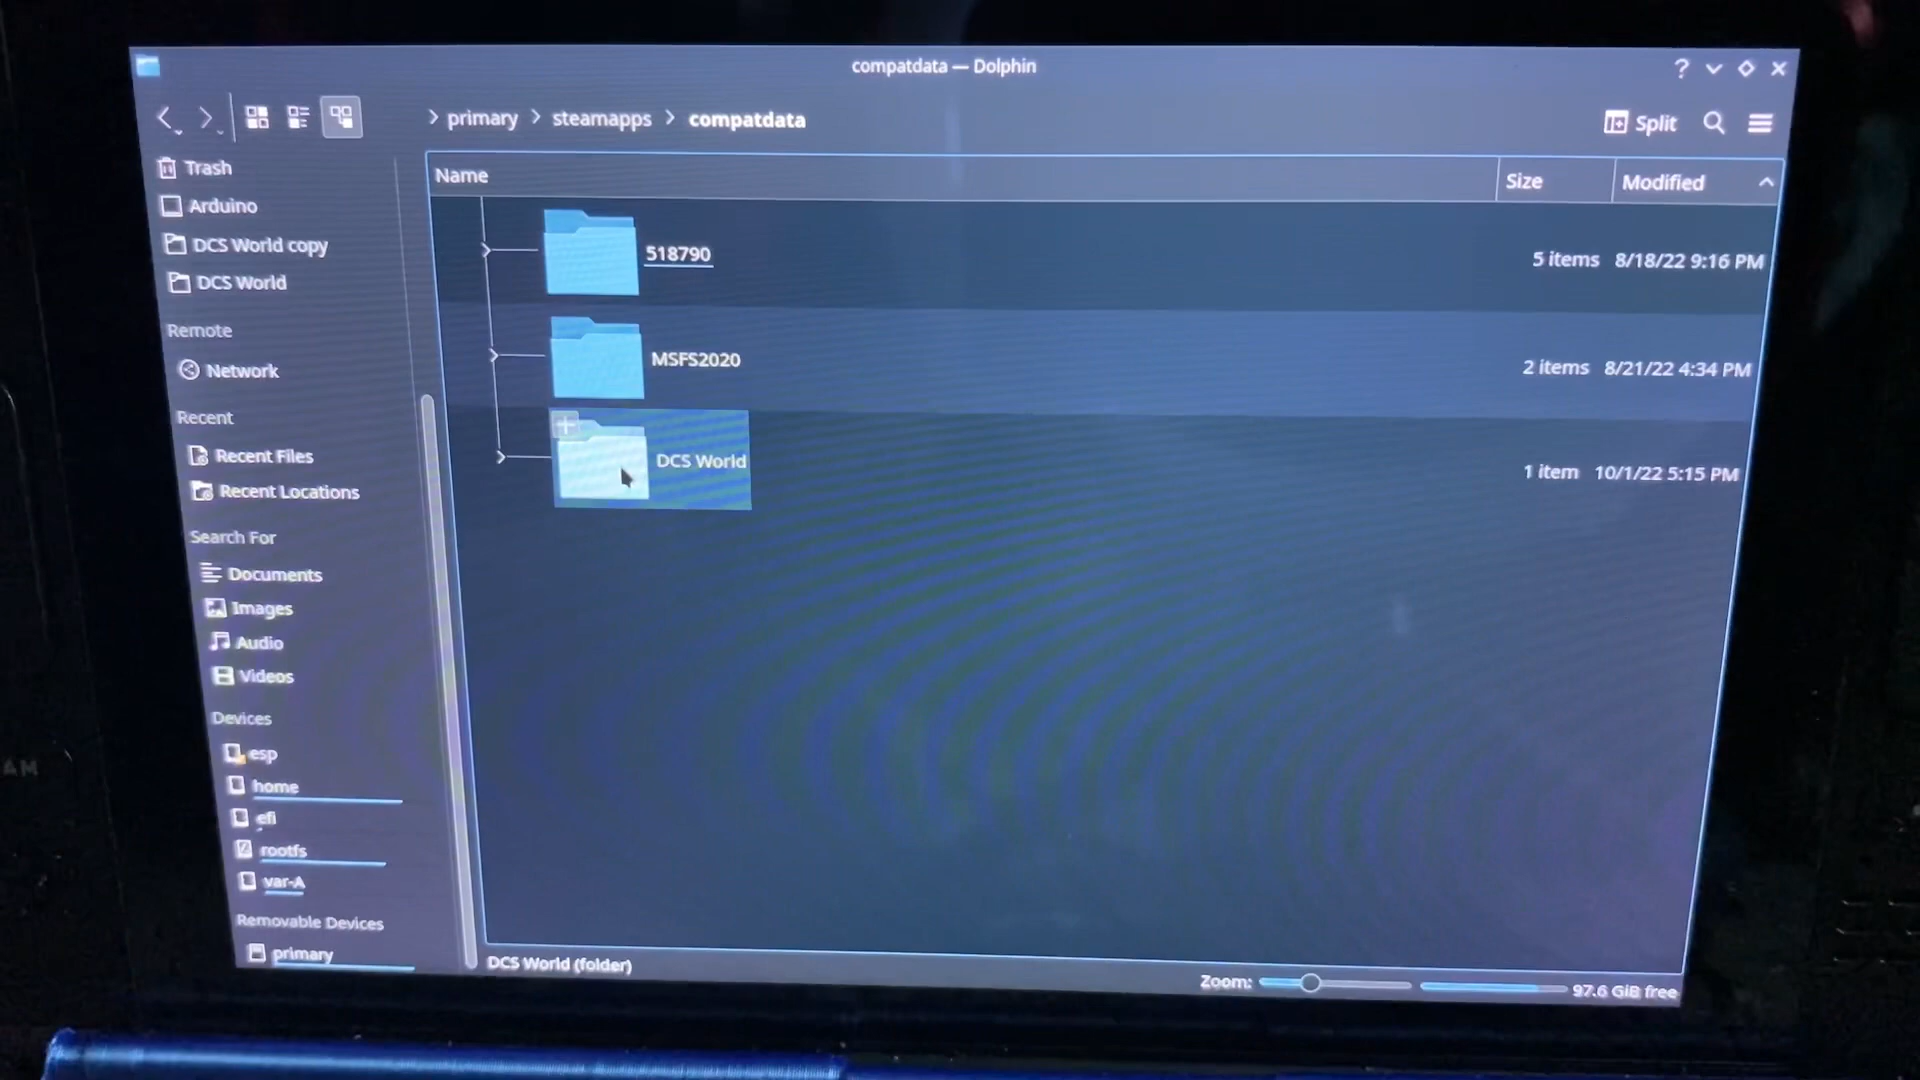 compatdata — Dolphin
primary steamapps compatdata
Split
Name Size Modified
Trash
Arduino
DCS World copy
DCS World
Remote
Network
Recent
Recent Files
Recent Locations
Search For
Documents
Images
Audio
Videos
Devices
esp
home
efi
rootfs
var-A
Removable Devices
primary
518790 5 items 8/18/22 9:16 PM
MSFS2020 2 items 8/21/22 4:34 PM
DCS World 1 item 10/1/22 5:15 PM
DCS World (folder)
Zoom: 97.6 GiB free
AM